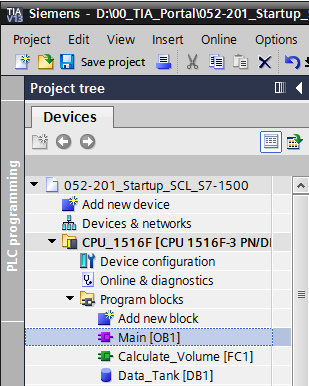 TIA
V13
Siemens - D:\00_TIA_Portal\052-201_Startup_
Project Edit View Insert Online Options
Save project
Project tree
Devices
PLC programming
052-201_Startup_SCL_S7-1500
Add new device
Devices & networks
CPU_1516F [CPU 1516F-3 PN/D
Device configuration
Online & diagnostics
Program blocks
Add new block
Main [OB1]
Calculate_Volume [FC1]
Data_Tank [DB1]